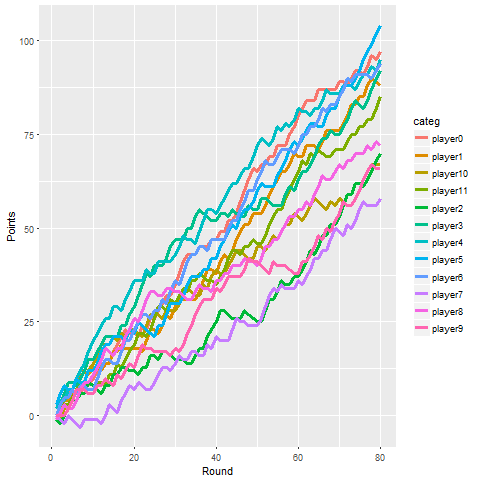 100
75
50
25
0
Points
0
20
40
60
80
Round
categ
player0
player1
player10
player11
player2
player3
player4
player5
player6
player7
player8
player9